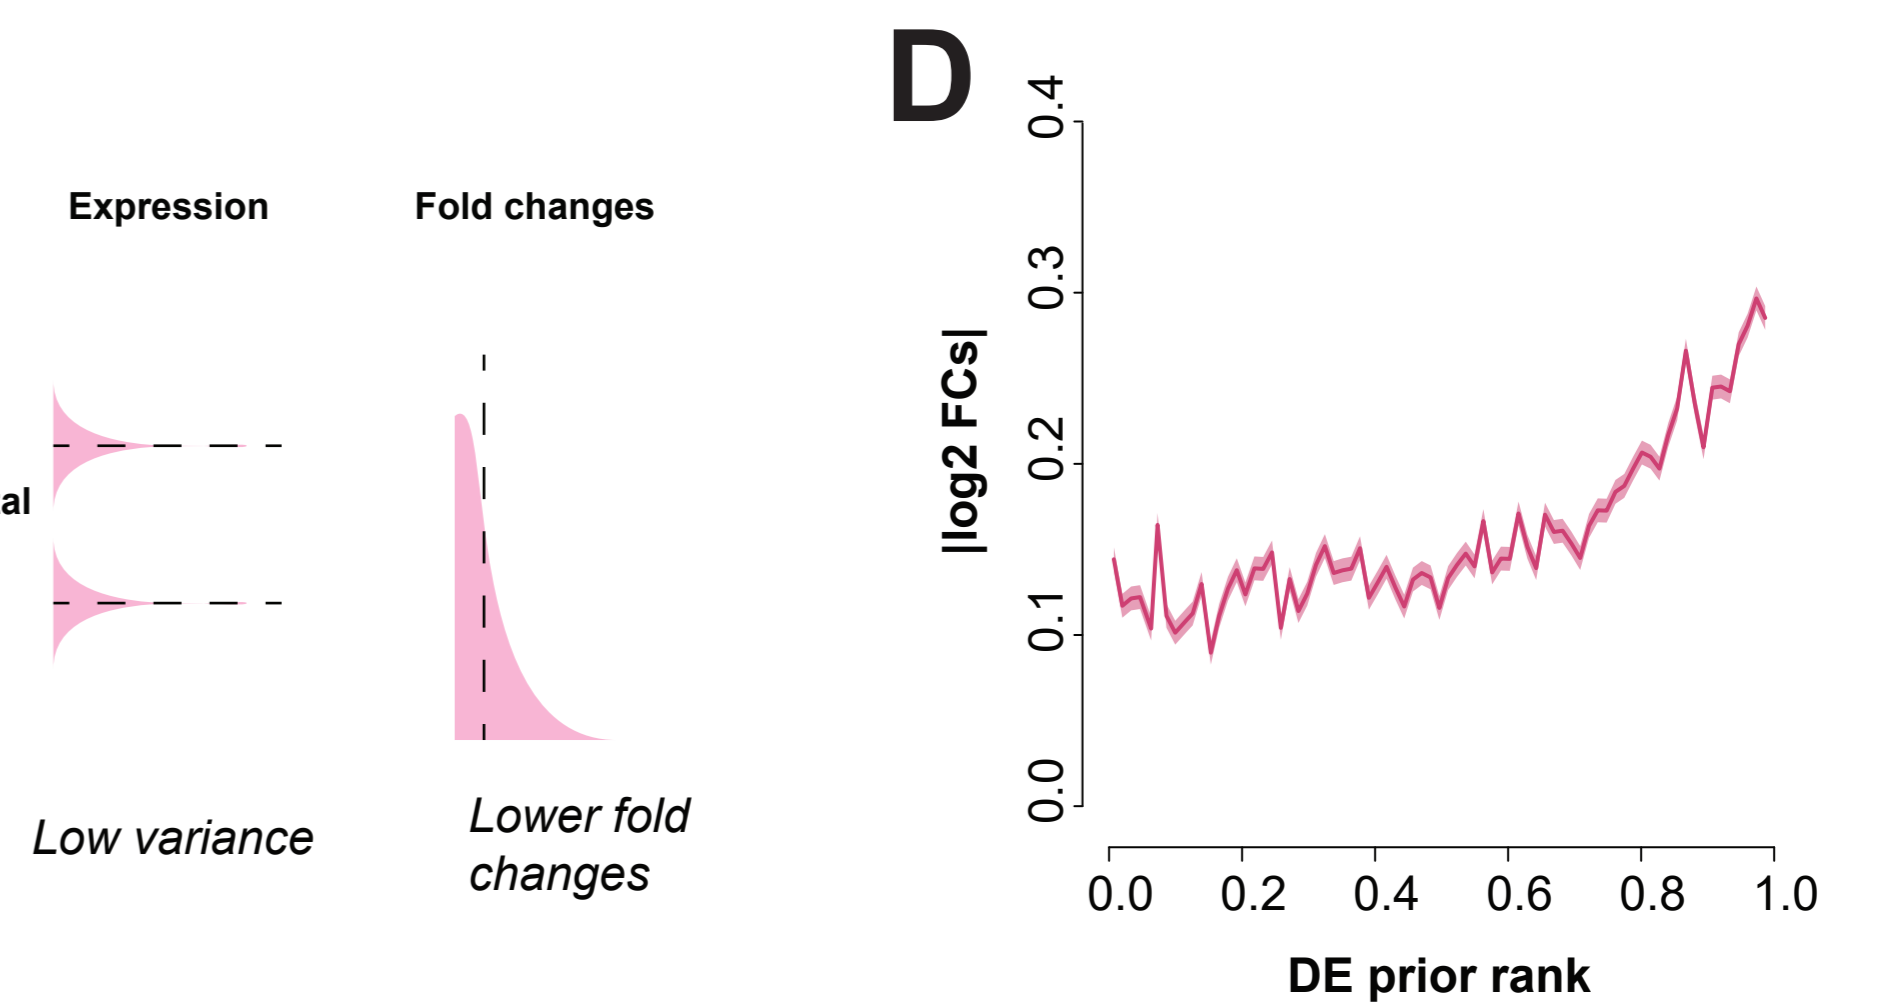 D
Expression
Fold changes
al
Low variance
Lower fold
changes
|log2 FCs|
0.4
0.3
0.2
0.1
0.0
0.0 0.2 0.4 0.6 0.8 1.0
DE prior rank